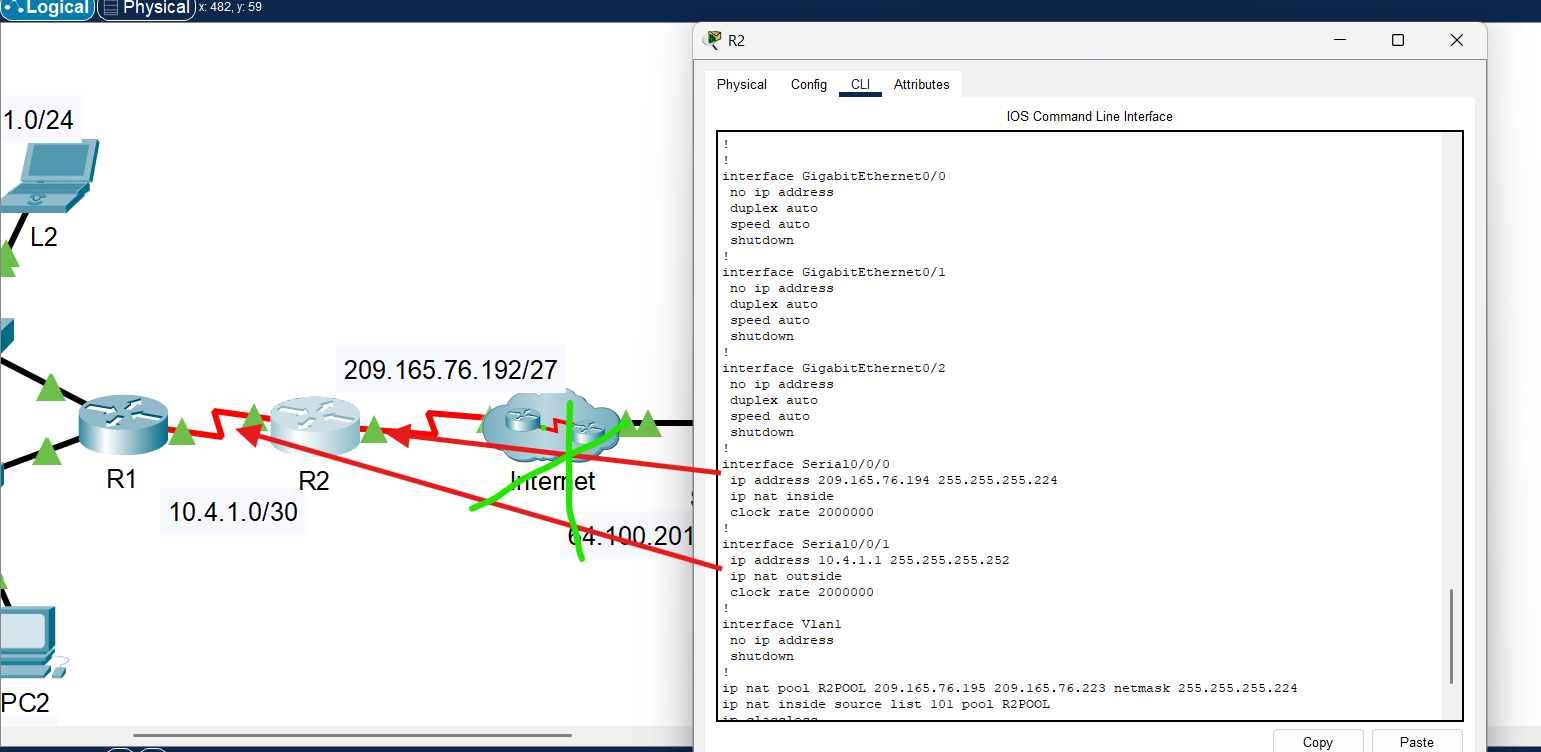 Logical
Physical
x: 482, y: 59
R2
Physical
Config
CLI
Attributes
IOS Command Line Interface
1.0/24
L2
209.165.76.192/27
R1
R2
Internet
10.4.1.0/30
64.100.201
PC2
!
!
interface GigabitEthernet0/0
no ip address
duplex auto
speed auto
shutdown
!
interface GigabitEthernet0/1
no ip address
duplex auto
speed auto
shutdown
!
interface GigabitEthernet0/2
no ip address
duplex auto
speed auto
shutdown
!
interface Serial0/0/0
ip address 209.165.76.194 255.255.255.224
ip nat inside
clock rate 2000000
!
interface Serial0/0/1
ip address 10.4.1.1 255.255.255.252
ip nat outside
clock rate 2000000
!
interface Vlan1
no ip address
shutdown
!
ip nat pool R2POOL 209.165.76.195 209.165.76.223 netmask 255.255.255.224
ip nat inside source list 101 pool R2POOL
ip classless
Copy
Paste